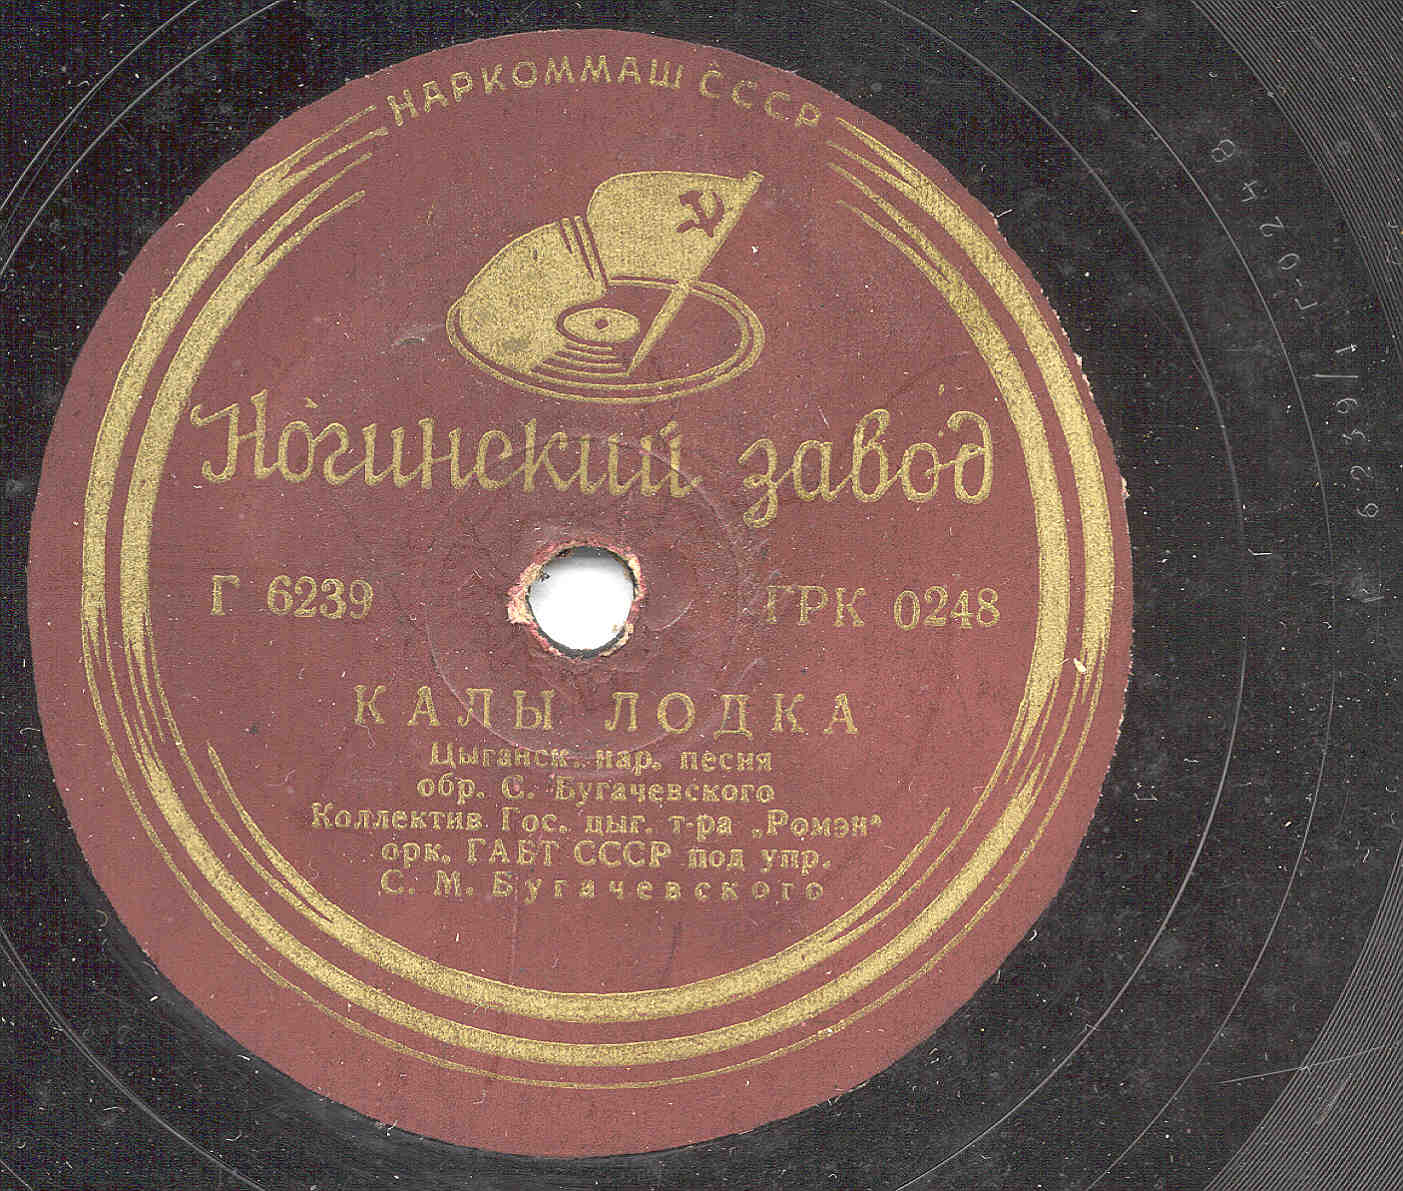 НАРКОММАШ СССР
Ногинский завод
Г 6239 ГРК 0248
КАЛЫ ЛОДКА
Цыганск. нар. песня
обр. С. Бугачевского
Коллектив Гос. цыг. т-ра „Ромэн“
орк. ГАБТ СССР под упр.
С. М. Бугачевского
Г-0248
6239/1